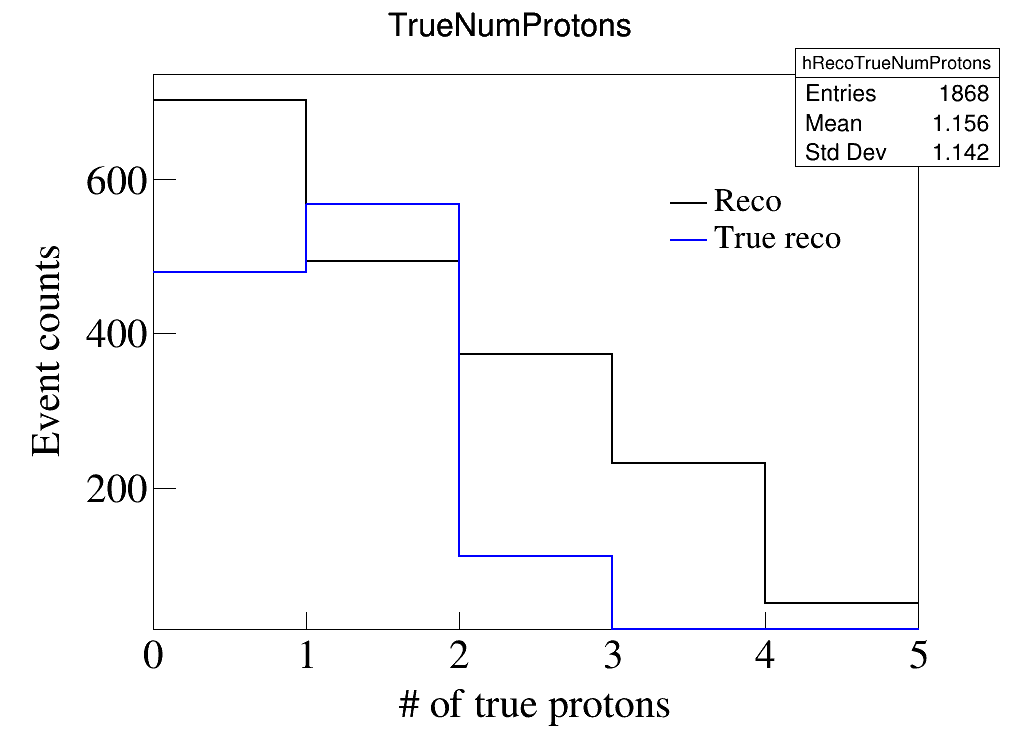 TrueNumProtons
hRecoTrueNumProtons
Entries 1868
Mean 1.156
Std Dev 1.142
Reco
True reco
Event counts
600
400
200
0 1 2 3 4 5
# of true protons